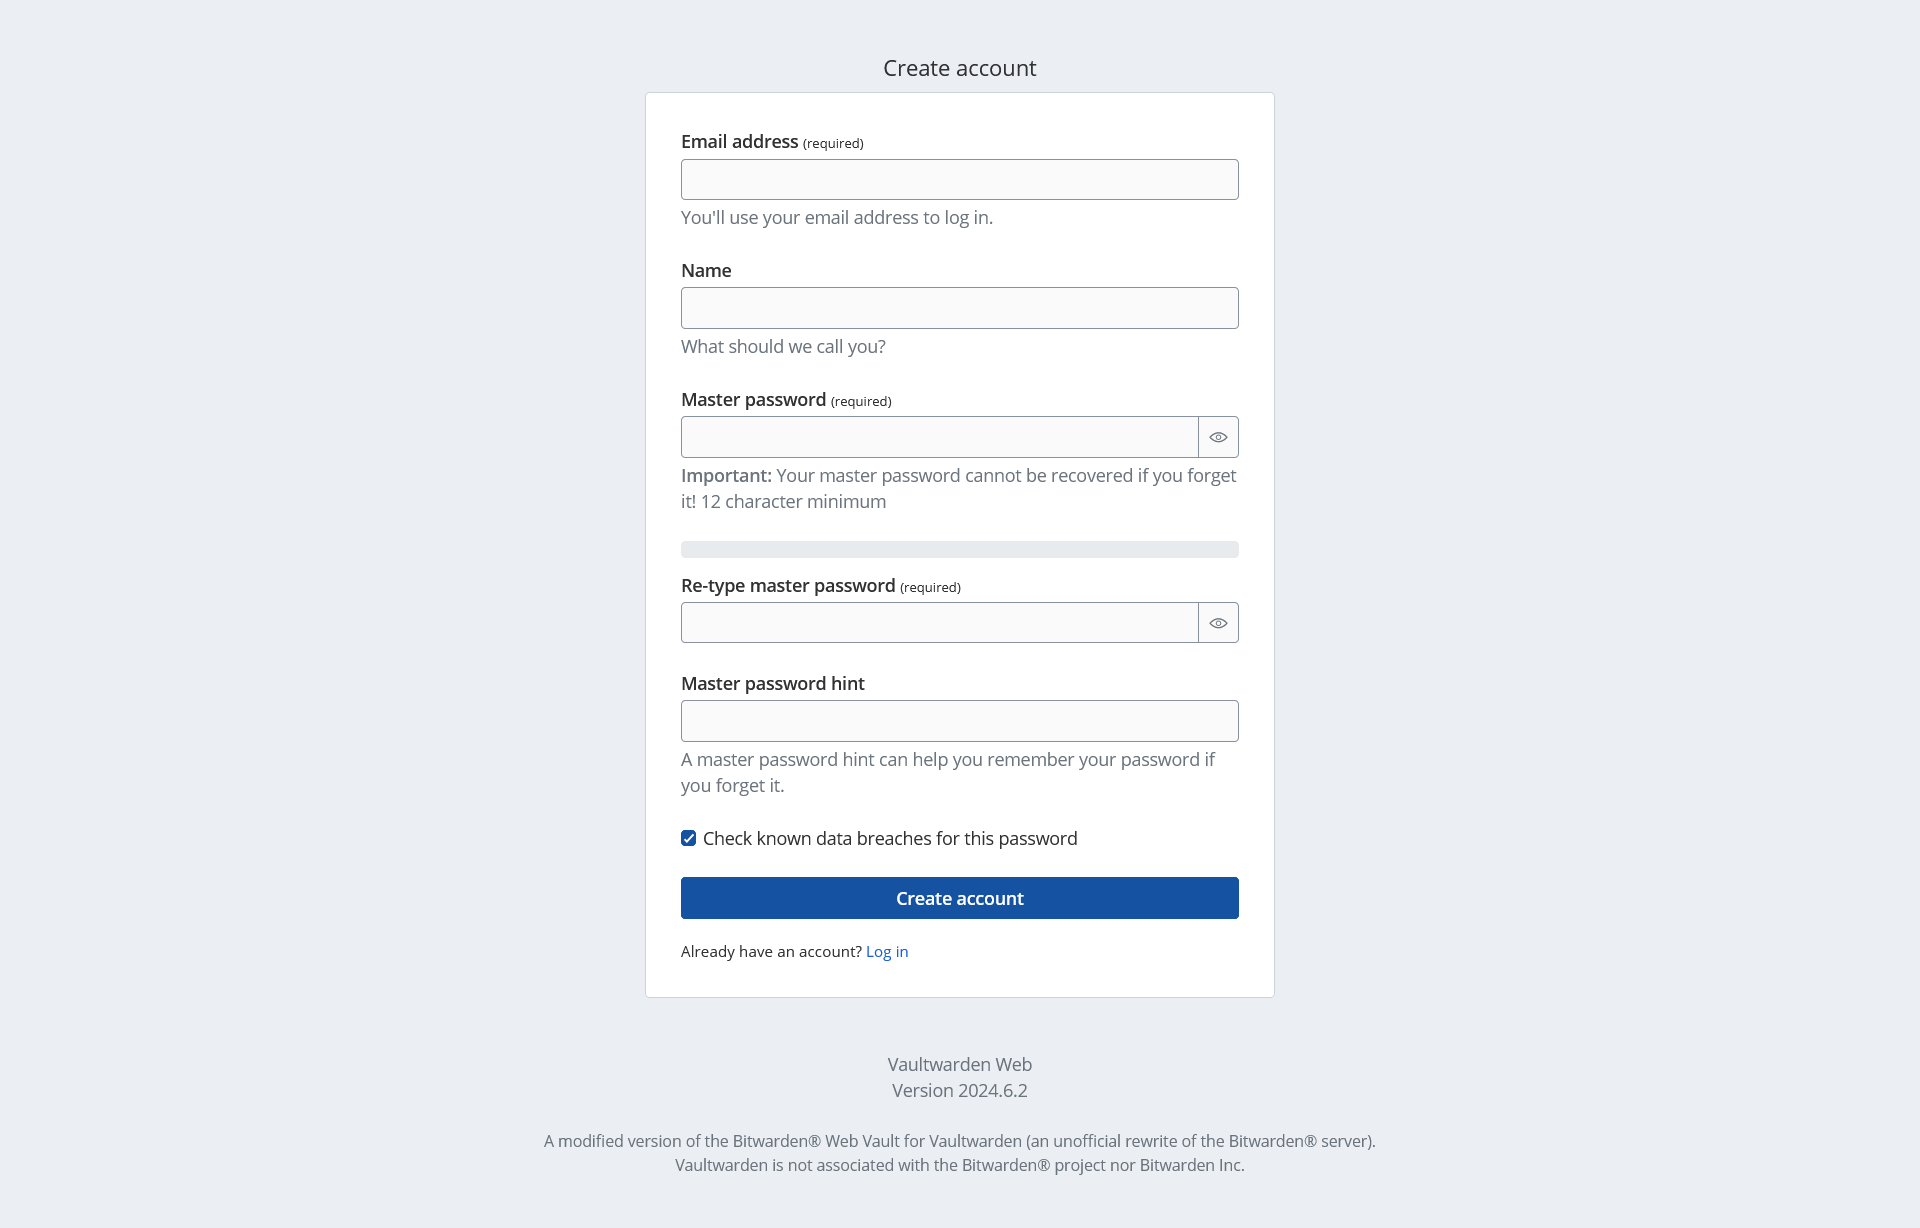 Create account
Email address (required)
You'll use your email address to log in.
Name
What should we call you?
Master password (required)
Important: Your master password cannot be recovered if you forget
it! 12 character minimum
Re-type master password (required)
Master password hint
A master password hint can help you remember your password if
you forget it.
Check known data breaches for this password
Create account
Already have an account? Log in
Vaultwarden Web
Version 2024.6.2
A modified version of the Bitwarden® Web Vault for Vaultwarden (an unofficial rewrite of the Bitwarden® server).
Vaultwarden is not associated with the Bitwarden® project nor Bitwarden Inc.